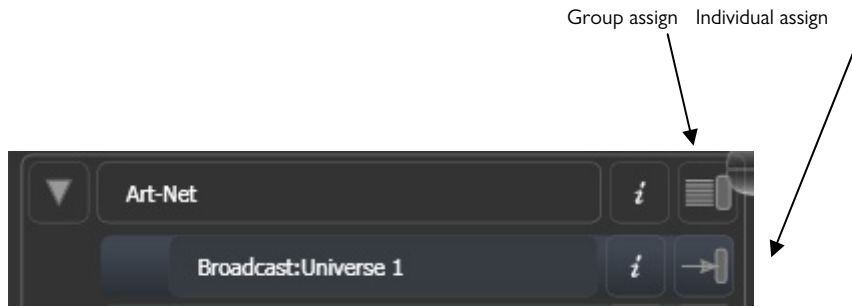 Group assign Individual assign
Art-Net i
Broadcast:Universe 1 i